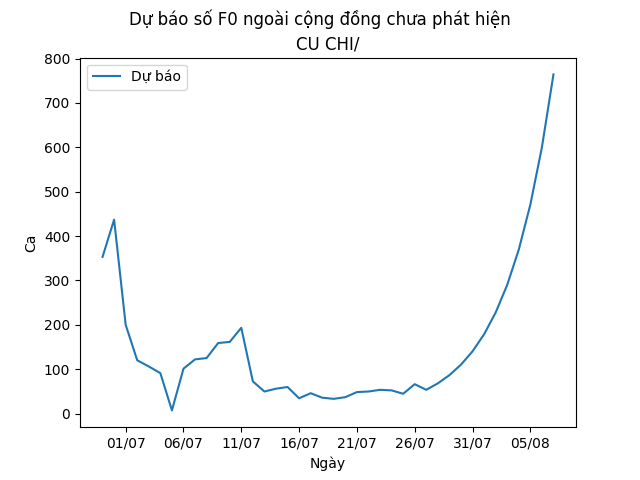 Dự báo số F0 ngoài cộng đồng chưa phát hiện
CU CHI/
Dự báo
800
700
600
500
400
300
200
100
0
Ca
01/07 06/07 11/07 16/07 21/07 26/07 31/07 05/08
Ngày